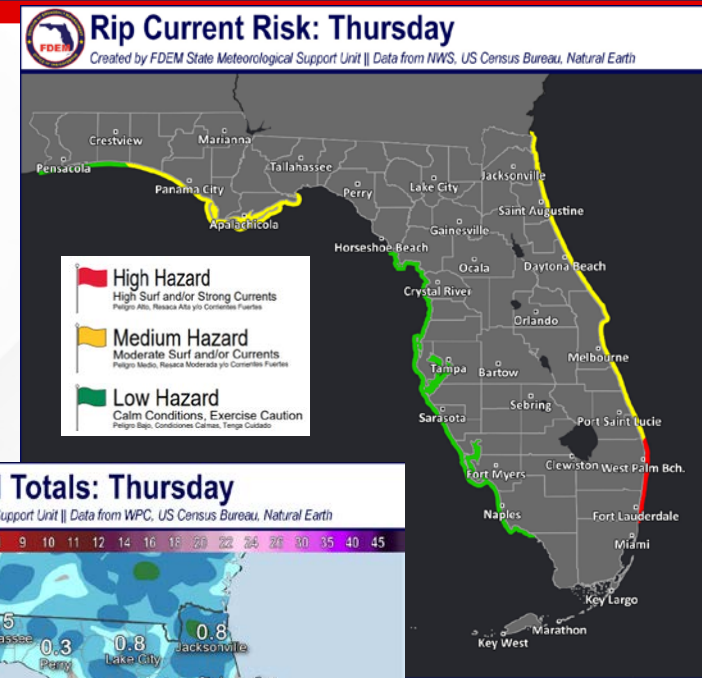 FDEM
Rip Current Risk: Thursday
Created by FDEM State Meteorological Support Unit || Data from NWS, US Census Bureau, Natural Earth
Crestview
Marianna
Pensacola
Tallahassee
Jacksonville
Panama City
Perry
Lake City
Saint Augustine
Apalachicola
Gainesville
Horseshoe Beach
Ocala
Daytona Beach
Crystal River
Orlando
Melbourne
Tampa
Bartow
Sebring
Sarasota
Port Saint Lucie
Clewiston
West Palm Bch.
Fort Myers
Naples
Fort Lauderdale
Miami
Key Largo
Marathon
Key West
High Hazard
High Surf and/or Strong Currents
Peligro Alto, Resaca Alta y/o Corrientes Fuertes
Medium Hazard
Moderate Surf and/or Currents
Peligro Medio, Resaca Moderada y/o Corrientes Fuertes
Low Hazard
Calm Conditions, Exercise Caution
Peligro Bajo, Condiciones Calmas, Tenga Cuidado
Totals: Thursday
Support Unit || Data from WPC, US Census Bureau, Natural Earth
9 10 11 12 14 16 18 20 22 24 26 30 35 40 45
5
assee
0.3
Perry
0.8
Lake City
0.8
Jacksonville